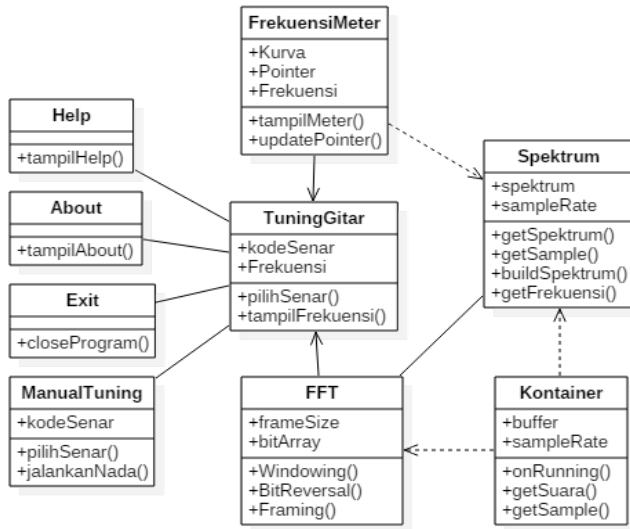 FrekuensiMeter
+Kurva
+Pointer
+Frekuensi
+tampilMeter()
+updatePointer()
Help
+tampilHelp()
About
+tampilAbout()
Exit
+closeProgram()
ManualTuning
+kodeSenar
+pilihSenar()
+jalankanNada()
TuningGitar
+kodeSenar
+Frekuensi
+pilihSenar()
+tampilFrekuensi()
Spektrum
+spektrum
+sampleRate
+getSpektrum()
+getSample()
+buildSpektrum()
+getFrekuensi()
FFT
+frameSize
+bitArray
+Windowing()
+BitReversal()
+Framing()
Kontainer
+buffer
+sampleRate
+onRunning()
+getSuara()
+getSample()